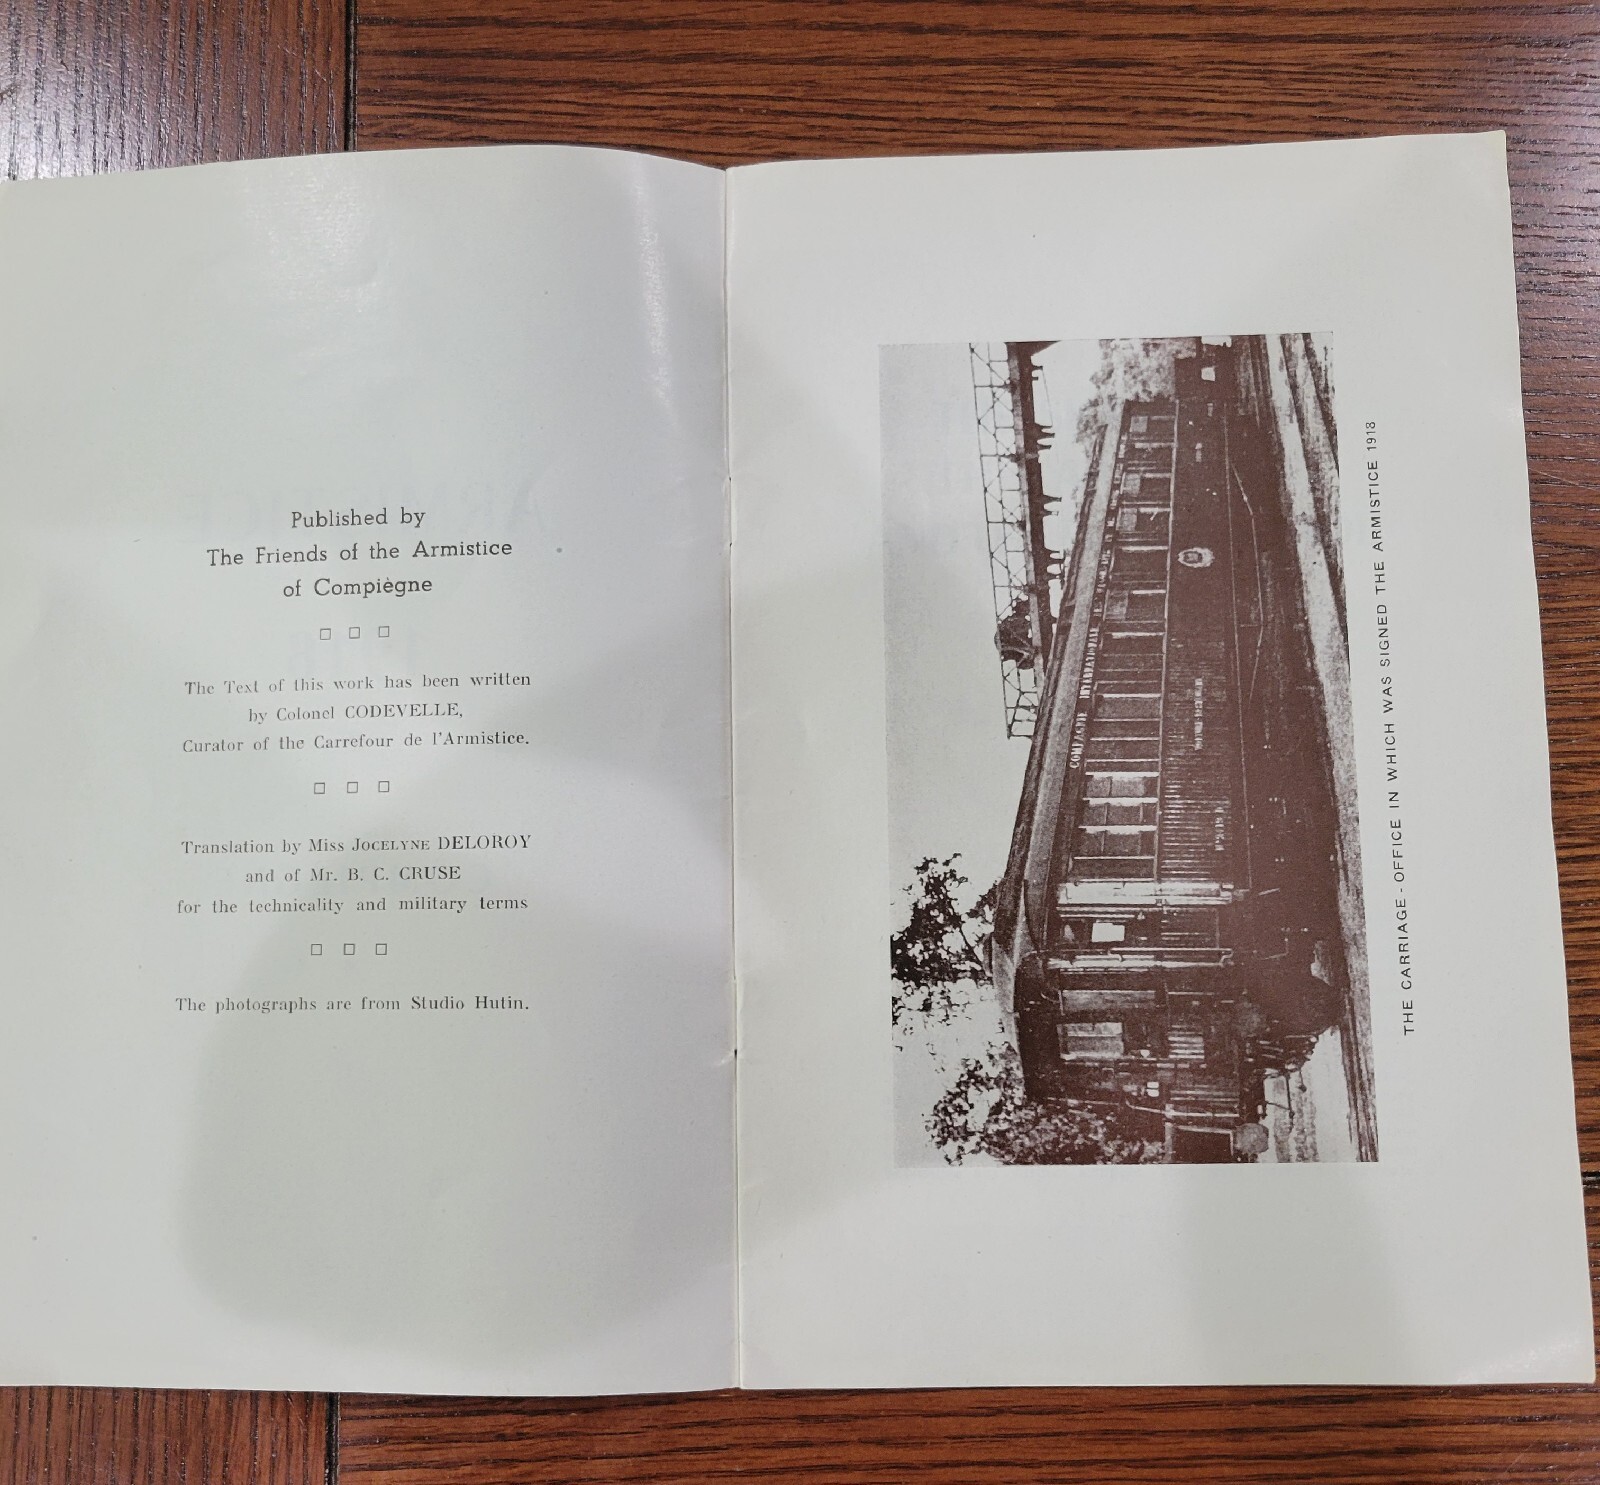 Published by
The Friends of the Armistice
of Compiègne
The Text of this work has been written
by Colonel CODEVELLE,
Curator of the Carrefour de l'Armistice.
Translation by Miss JOCELYNE DELOROY
and of Mr. B. C. CRUSE
for the technicality and military terms
The photographs are from Studio Hutin.
COMPAGNIE INTERNATIONALE
THE CARRIAGE - OFFICE IN WHICH WAS SIGNED THE ARMISTICE 1918